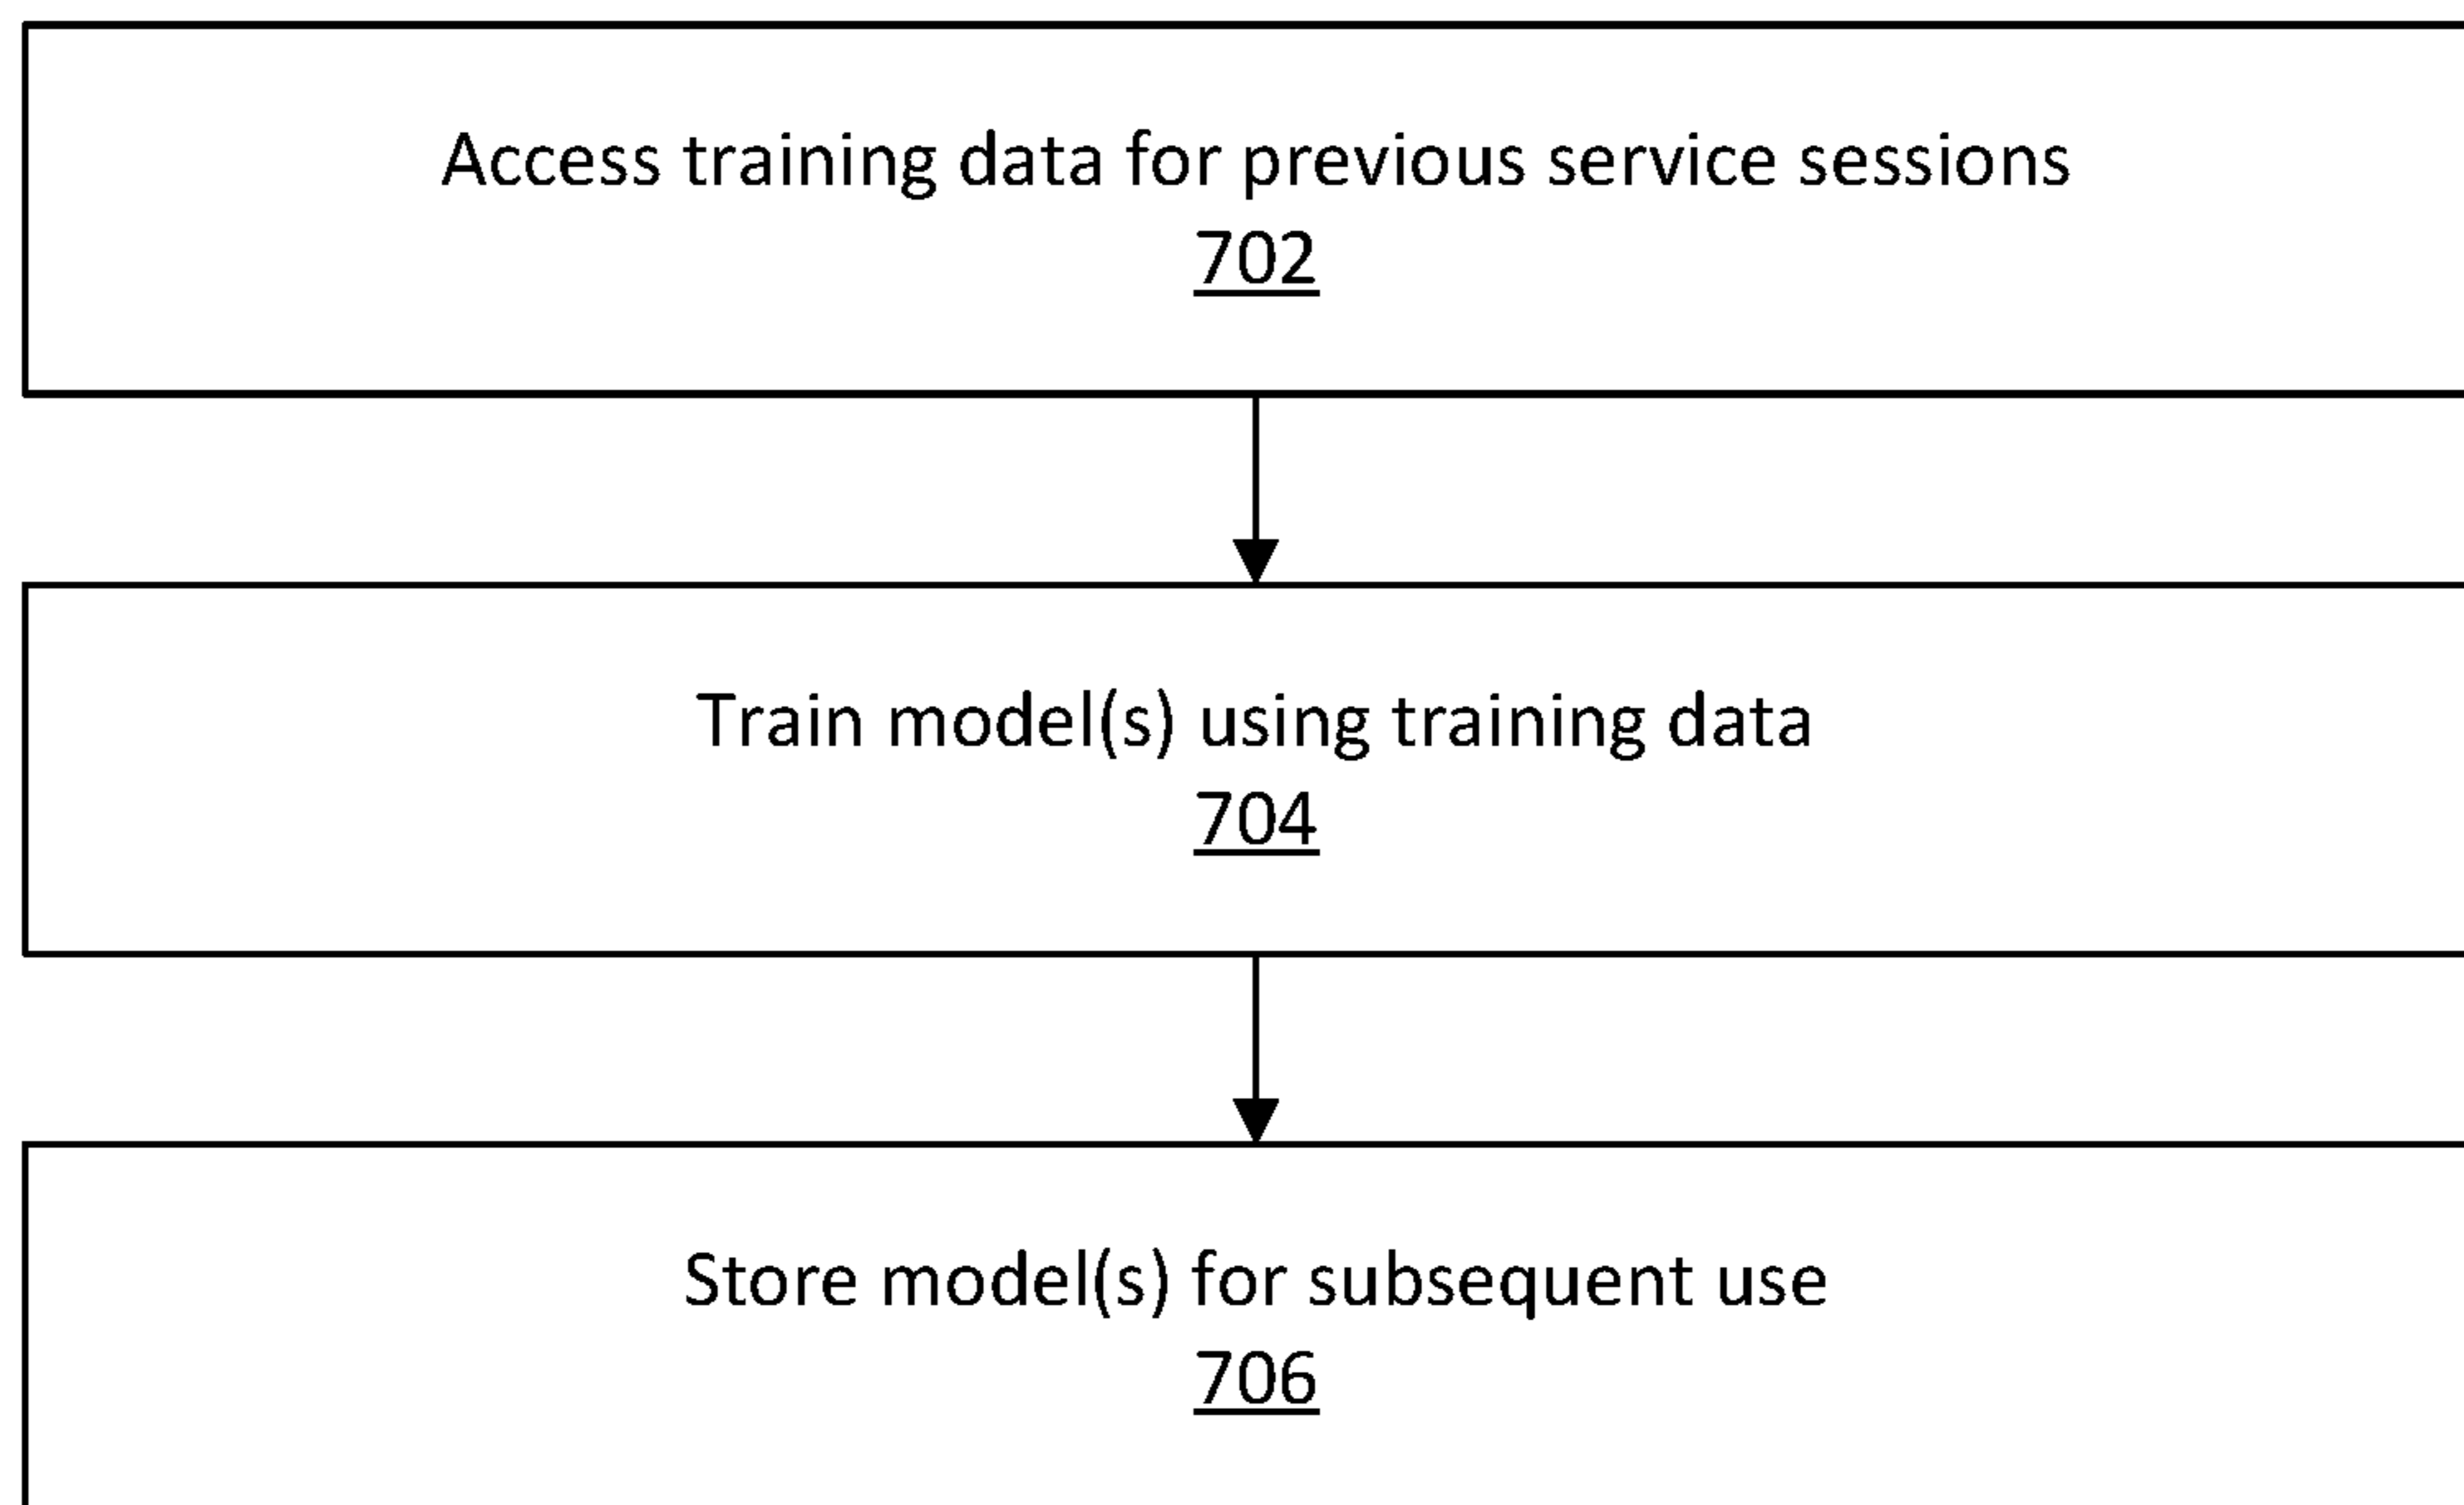 Access training data for previous service sessions
702
Train model(s) using training data
704
Store model(s) for subsequent use
706